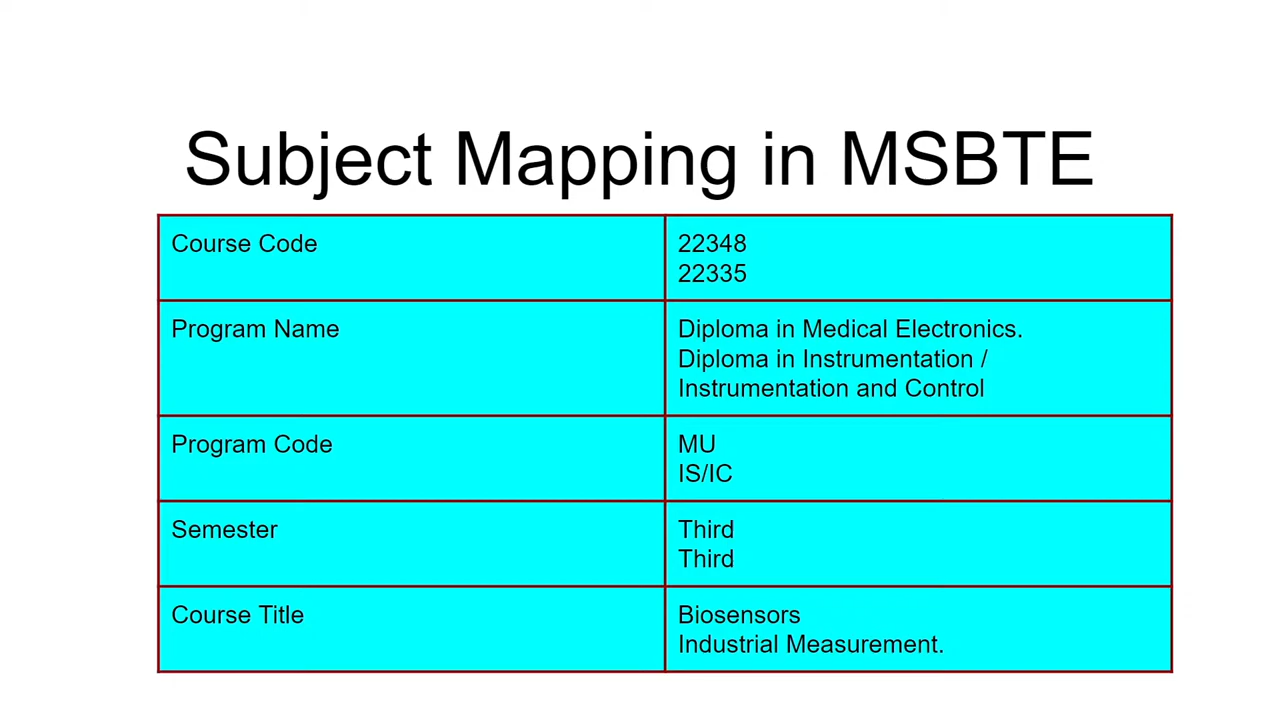 Subject Mapping in MSBTE
Course Code
22348
22335
Program Name
Diploma in Medical Electronics.
Diploma in Instrumentation /
Instrumentation and Control
Program Code
MU
IS/IC
Semester
Third
Third
Course Title
Biosensors
Industrial Measurement.